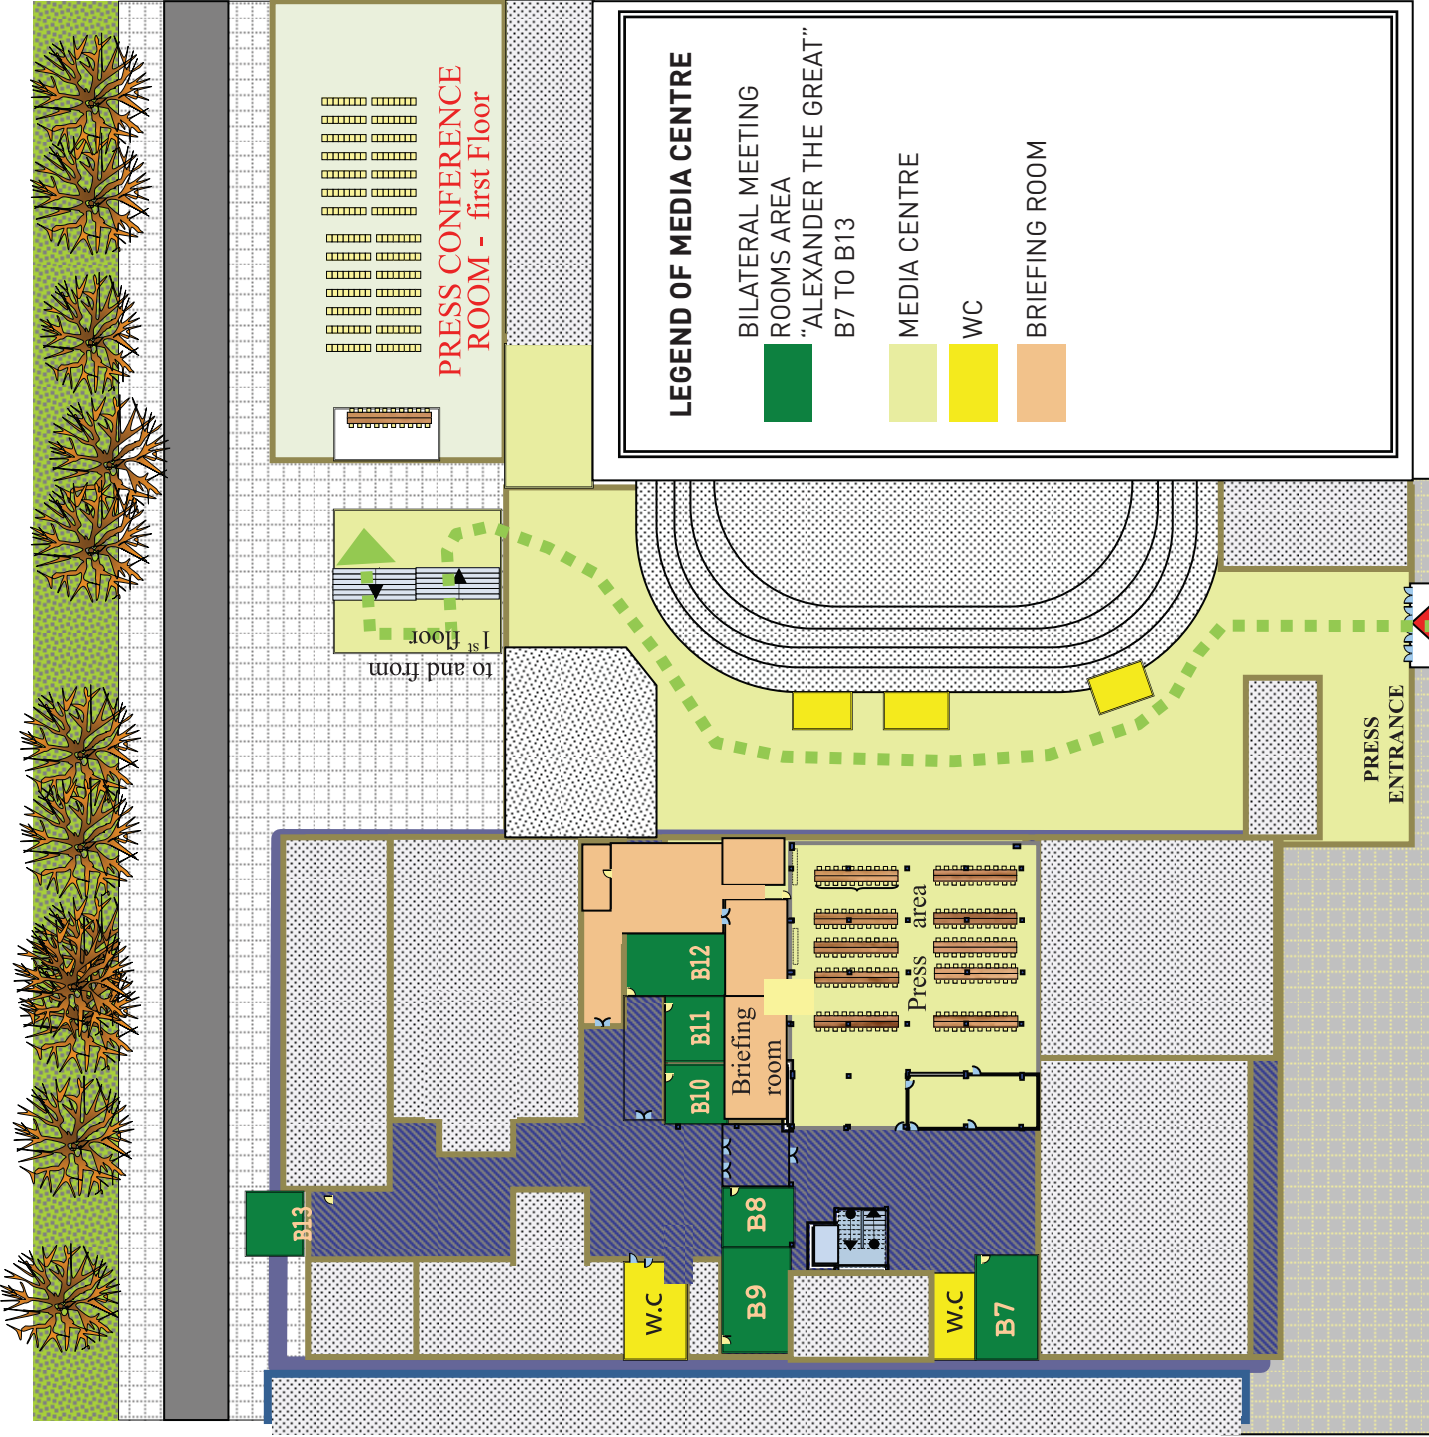 LEGEND OF MEDIA CENTRE
BILATERAL MEETING
ROOMS AREA
“ALEXANDER THE GREAT”
B7 TO B13
MEDIA CENTRE
WC
BRIEFING ROOM
PRESS CONFERENCE
ROOM - first Floor
to and from
1st floor
PRESS
ENTRANCE
Press area
Briefing
room
B12
B11
B10
B13
B8
B9
W.C
W.C
B7